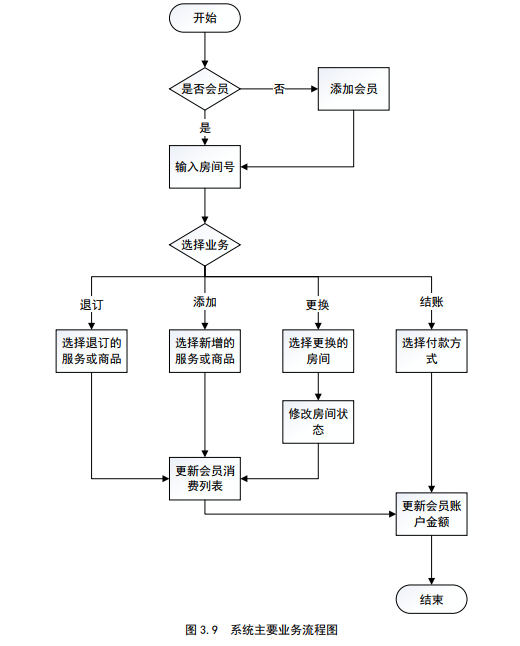 开始
是否会员
否
添加会员
是
输入房间号
选择业务
退订
添加
更换
结账
选择退订的
服务或商品
选择新增的
服务或商品
选择更换的
房间
选择付款方
式
修改房间状
态
更新会员消
费列表
更新会员账
户金额
结束
图 3.9 系统主要业务流程图